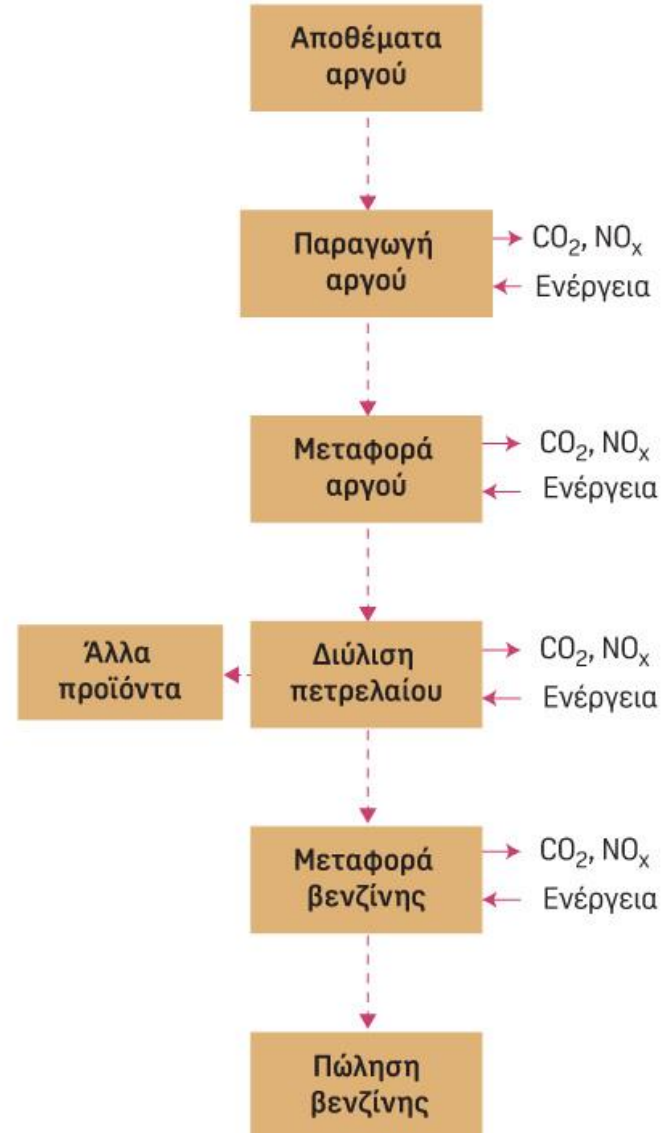 Αποθέματα
αργού
Παραγωγή
αργού
CO₂, NOₓ
Ενέργεια
Μεταφορά
αργού
CO₂, NOₓ
Ενέργεια
Άλλα
προϊόντα
Διύλιση
πετρελαίου
CO₂, NOₓ
Ενέργεια
Μεταφορά
βενζίνης
CO₂, NOₓ
Ενέργεια
Πώληση
βενζίνης